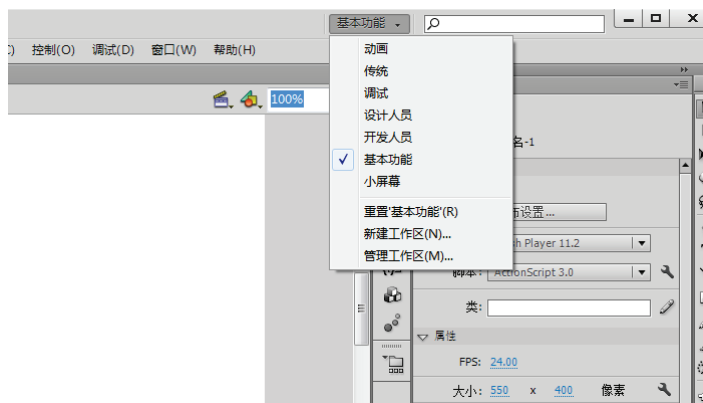 基本功能
控制(O) 调试(D) 窗口(W) 帮助(H)
100%
动画
传统
调试
设计人员
开发人员
基本功能
小屏幕
重置'基本功能'(R)
新建工作区(N)...
管理工作区(M)...
名-1
设置...
Player 11.2
脚本: ActionScript 3.0
类:
属性
FPS: 24.00
大小: 550 x 400 像素